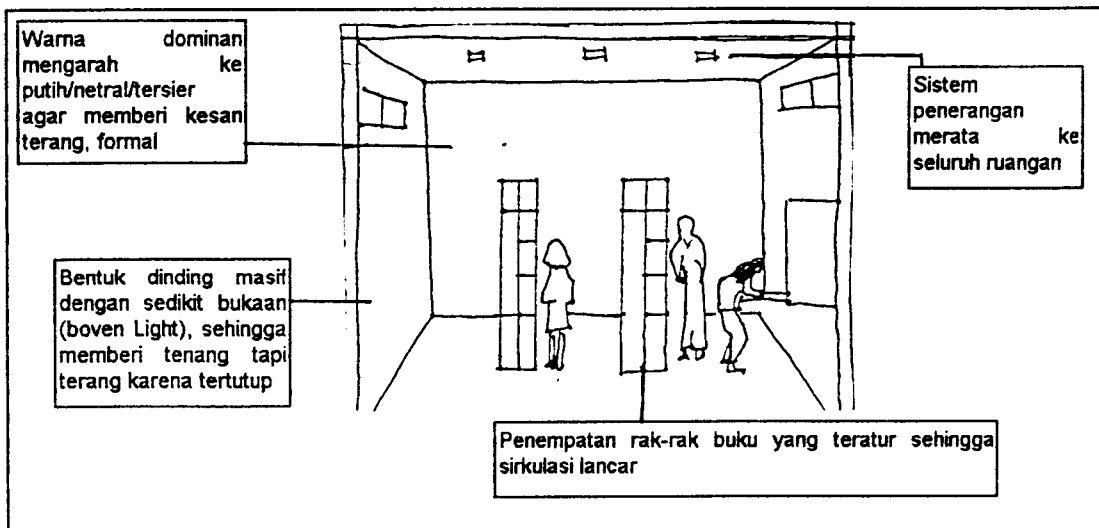 Warna dominan
mengarah ke
putih/netral/tersier
agar memberi kesan
terang, formal
Sistem
penerangan
merata ke
seluruh ruangan
Bentuk dinding masif
dengan sedikit bukaan
(boven Light), sehingga
memberi tenang tapi
terang karena tertutup
Penempatan rak-rak buku yang teratur sehingga
sirkulasi lancar